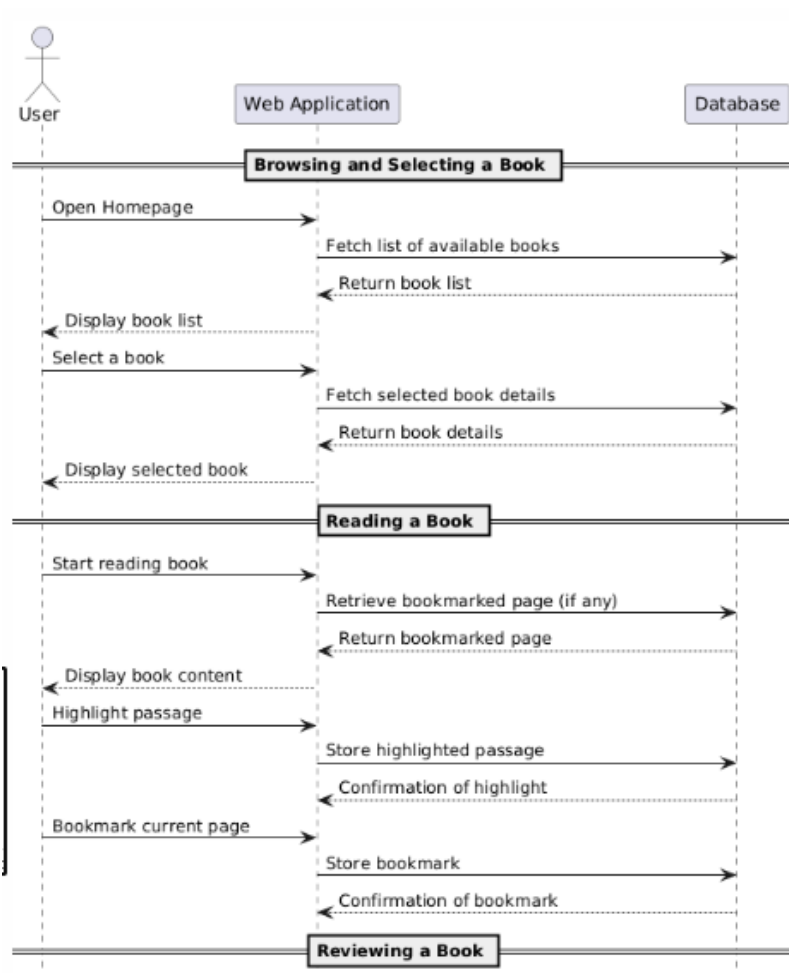 User
Web Application
Database
Browsing and Selecting a Book
Open Homepage
Fetch list of available books
Return book list
Display book list
Select a book
Fetch selected book details
Return book details
Display selected book
Reading a Book
Start reading book
Retrieve bookmarked page (if any)
Return bookmarked page
Display book content
Highlight passage
Store highlighted passage
Confirmation of highlight
Bookmark current page
Store bookmark
Confirmation of bookmark
Reviewing a Book